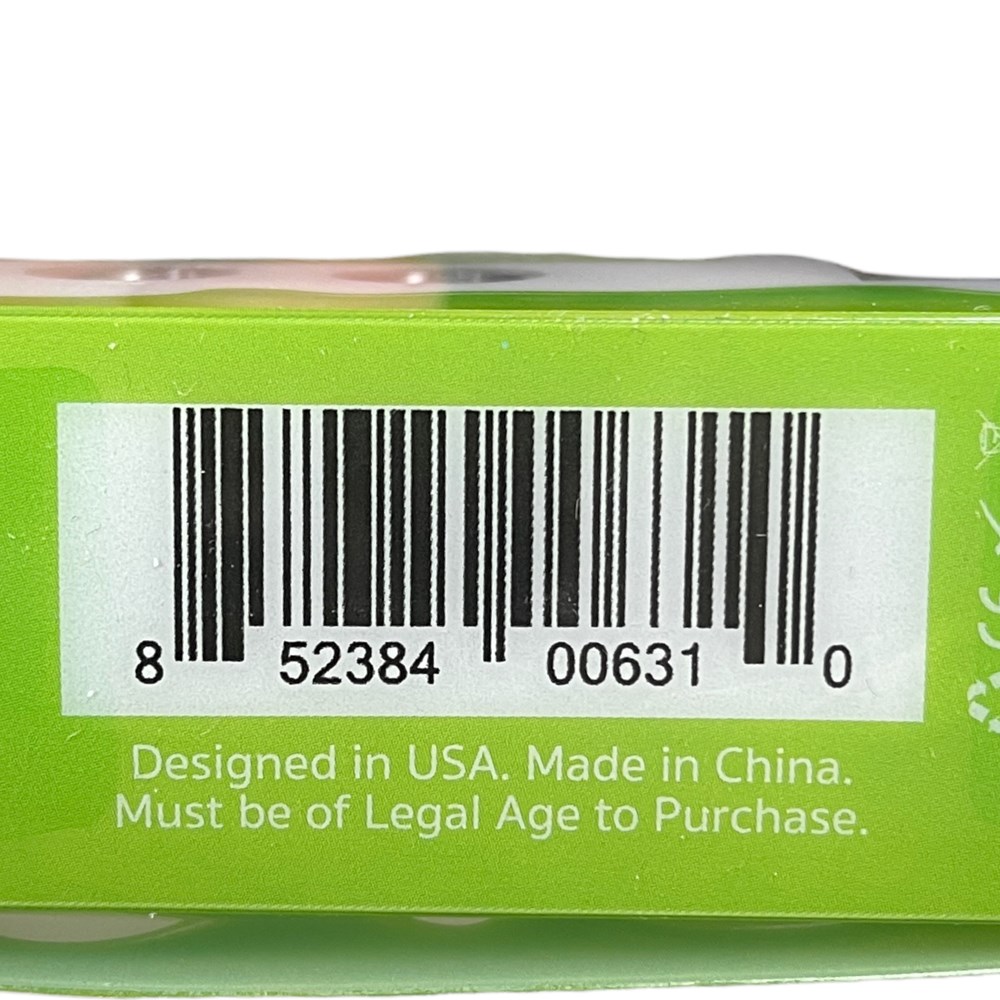 8 52384 00631 0
Designed in USA. Made in China.
Must be of Legal Age to Purchase.